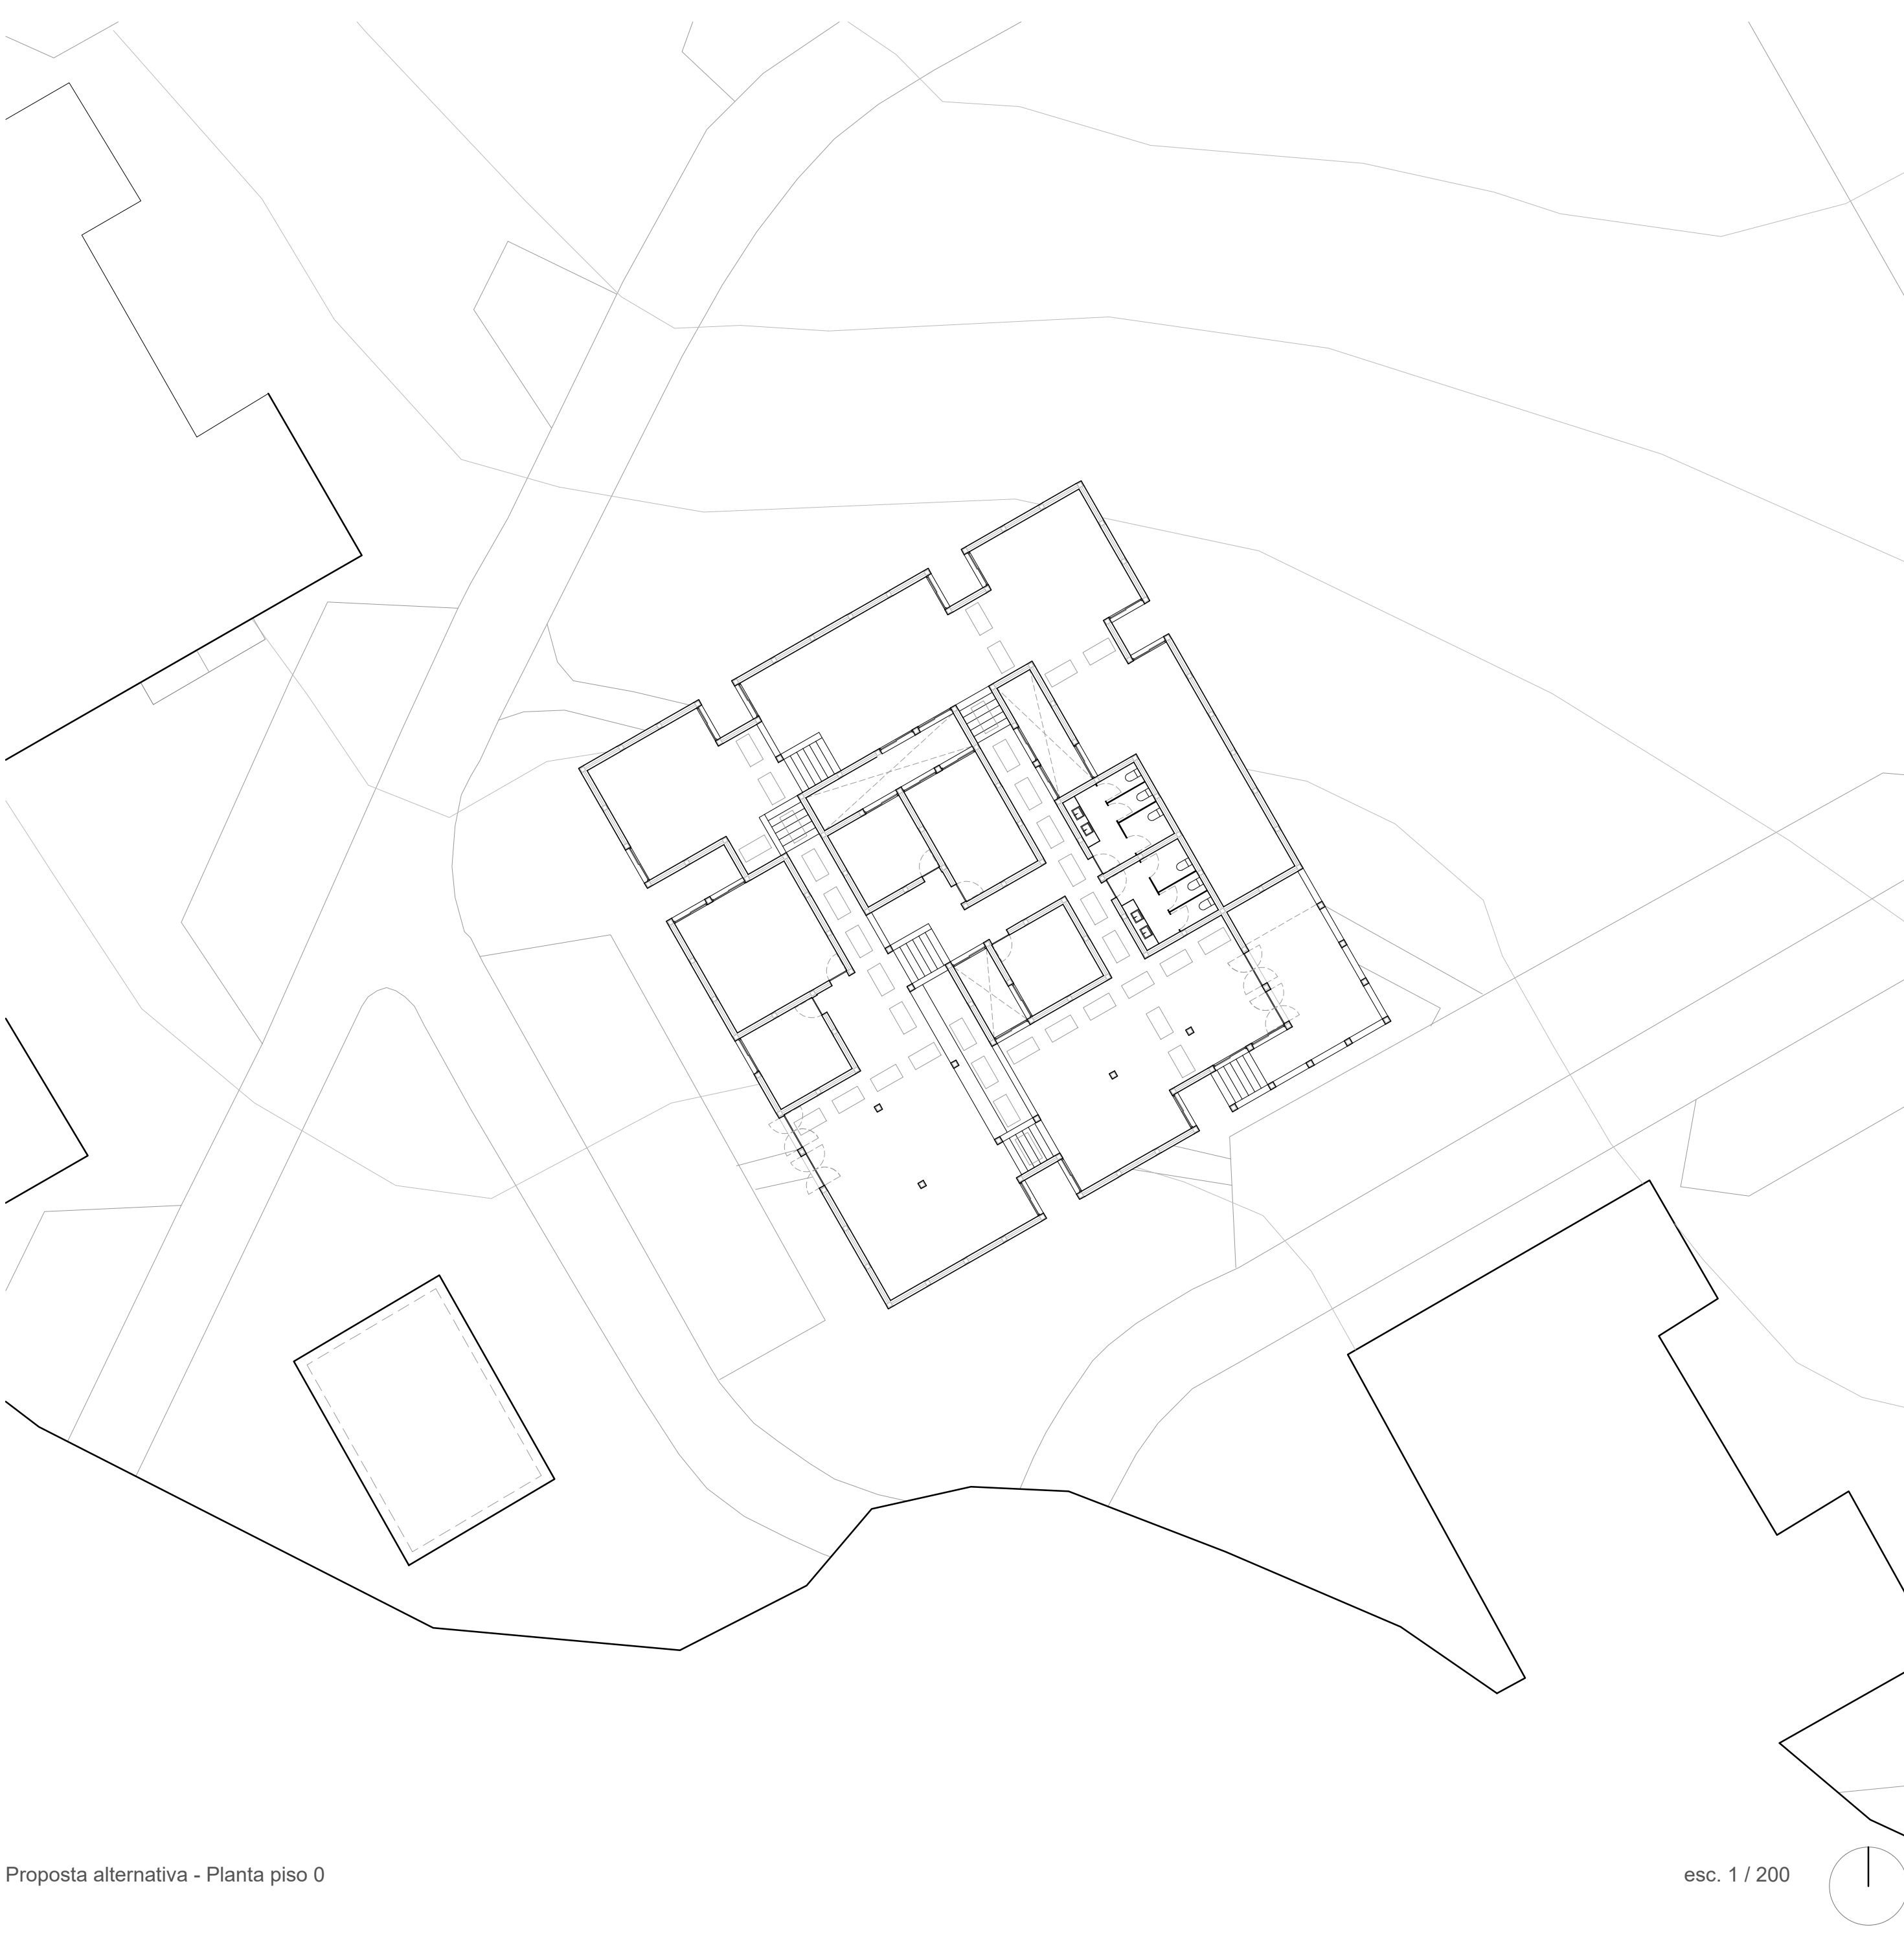 Proposta alternativa - Planta piso 0
esc. 1 / 200